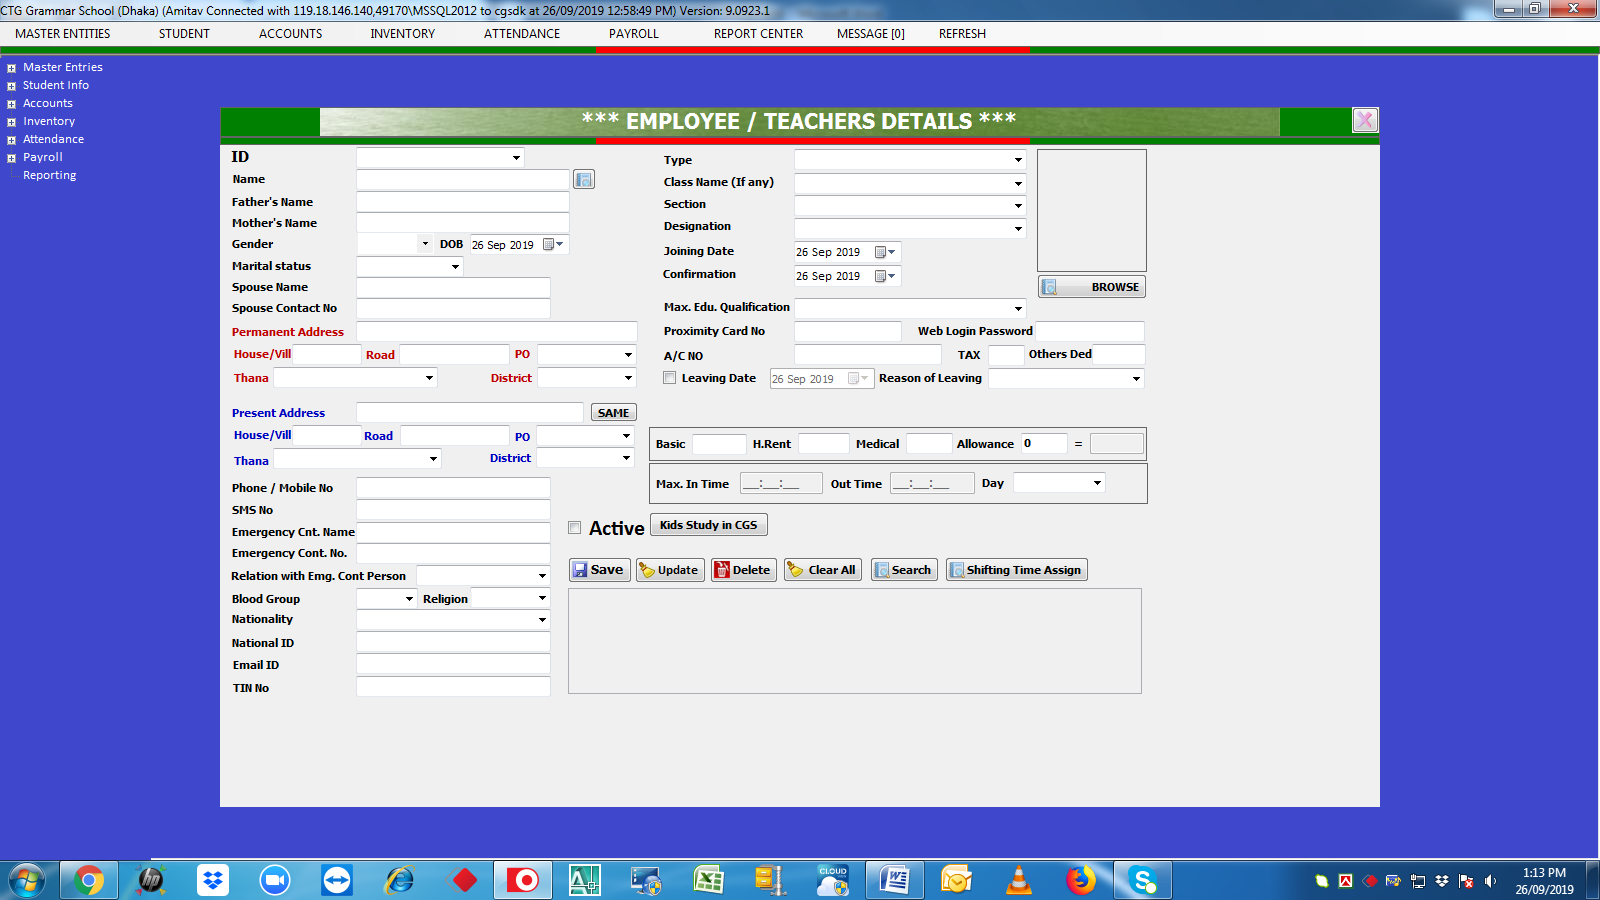 CTG Grammar School (Dhaka) (Amitav Connected with 119.18.146.140,49170\MSSQL2012 to cgsdk at 26/09/2019 12:58:49 PM) Version: 9.0923.1
MASTER ENTITIES STUDENT ACCOUNTS INVENTORY ATTENDANCE PAYROLL REPORT CENTER MESSAGE [0] REFRESH
Master Entries
Student Info
Accounts
Inventory
Attendance
Payroll
Reporting
*** EMPLOYEE / TEACHERS DETAILS ***
ID
Name
Father's Name
Mother's Name
Gender DOB 26 Sep 2019
Marital status
Spouse Name
Spouse Contact No
Permanent Address
House/Vill Road PO
Thana District
Present Address SAME
House/Vill Road PO
Thana District
Phone / Mobile No
SMS No
Emergency Cnt. Name
Emergency Cont. No.
Relation with Emg. Cont Person
Blood Group Religion
Nationality
National ID
Email ID
TIN No
Type
Class Name (If any)
Section
Designation
Joining Date 26 Sep 2019
Confirmation 26 Sep 2019
BROWSE
Max. Edu. Qualification
Proximity Card No Web Login Password
A/C NO TAX Others Ded
Leaving Date 26 Sep 2019 Reason of Leaving
Basic H.Rent Medical Allowance 0 =
Max. In Time __:__:__ Out Time __:__:__ Day
Active Kids Study in CGS
Save Update Delete Clear All Search Shifting Time Assign
CLOUD
1:13 PM
26/09/2019